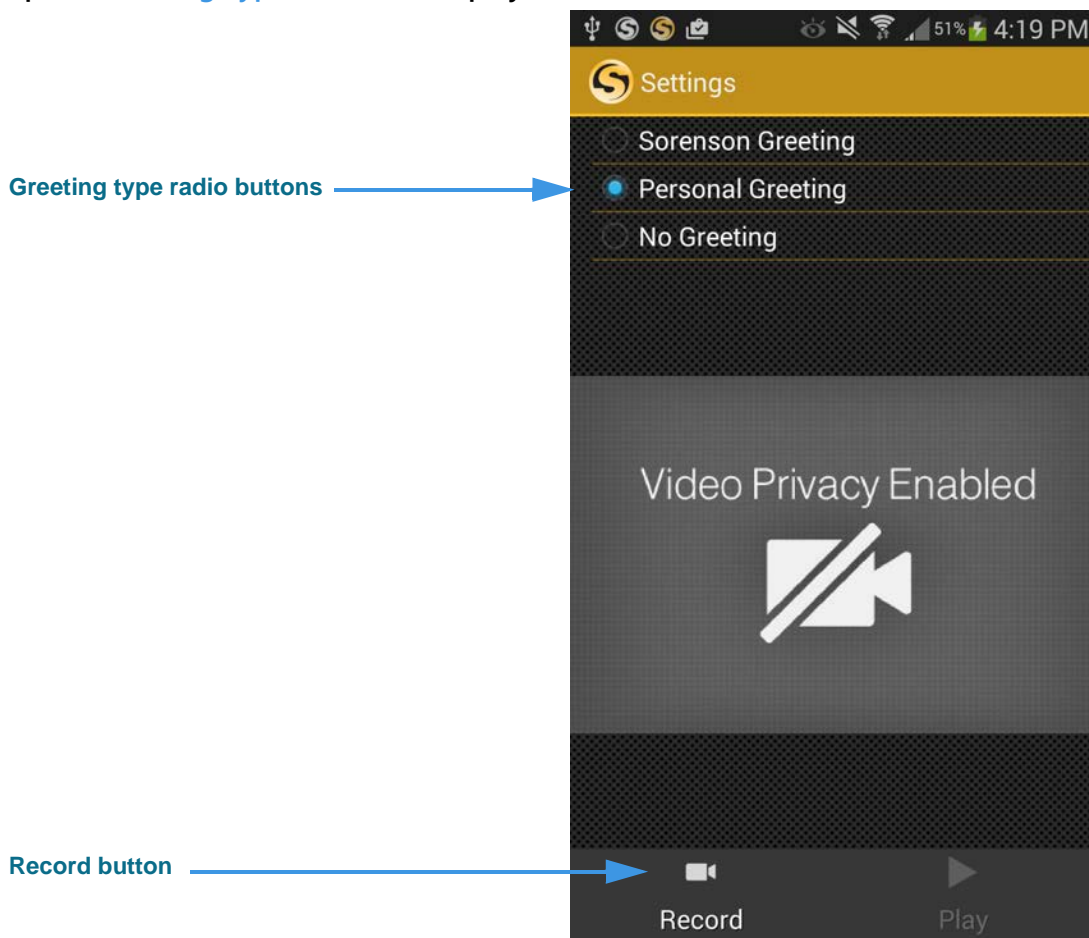 4:19 PM
51%
Settings
Sorenson Greeting
Greeting type radio buttons
Personal Greeting
No Greeting
Video Privacy Enabled
Record button
Record
Play